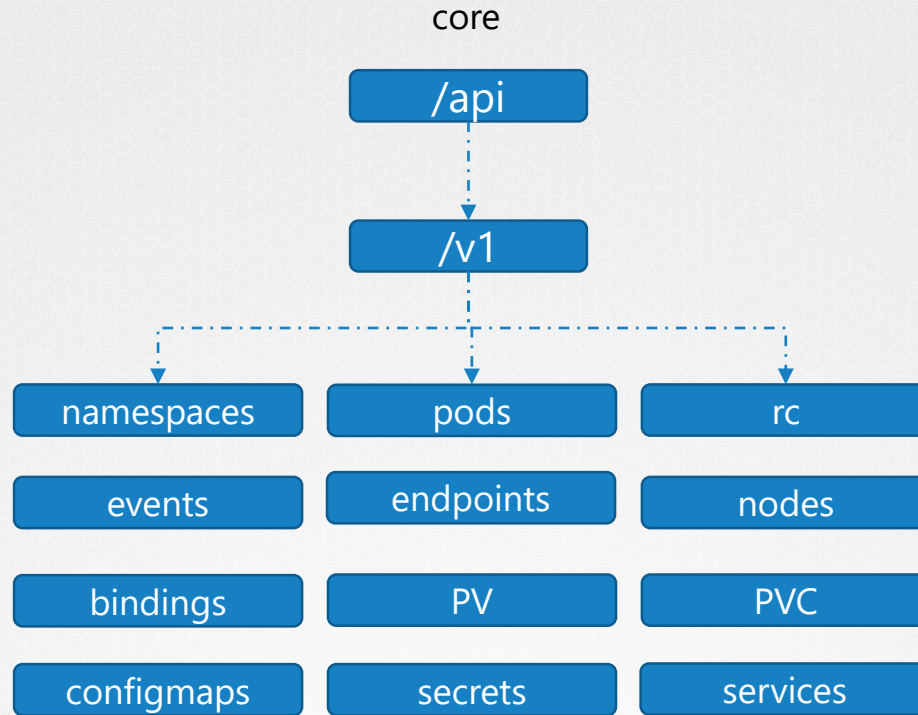 core
/api
/v1
namespaces pods rc
events endpoints nodes
bindings PV PVC
configmaps secrets services